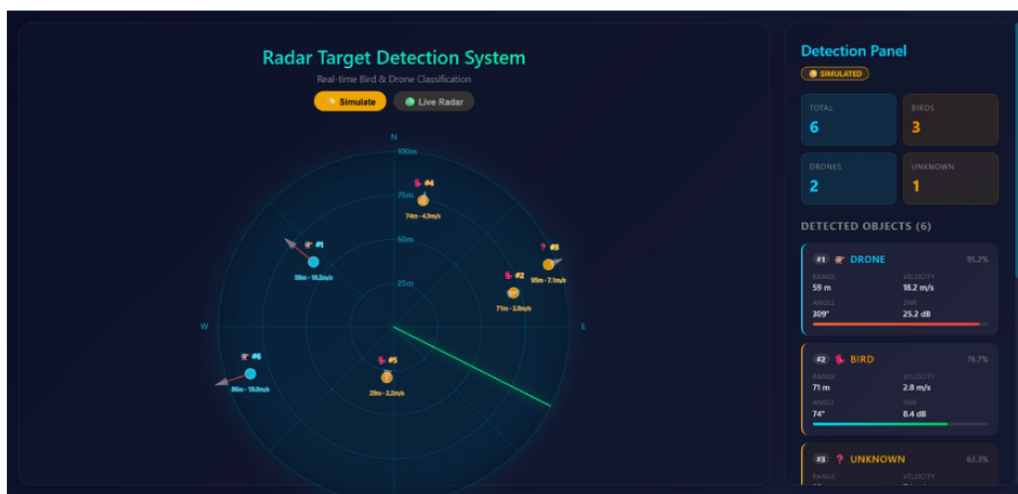 Radar Target Detection System
Real-time Bird & Drone Classification
Simulate
Live Radar
N
100m
75m
50m
25m
W
E
#4
74m - 4.3m/s
#1
59m - 18.2m/s
#3
95m - 7.1m/s
#2
71m - 2.8m/s
#5
29m - 2.2m/s
#6
Detection Panel
SIMULATED
TOTAL
6
BIRDS
3
DRONES
2
UNKNOWN
1
DETECTED OBJECTS (6)
#1 DRONE 95.2%
RANGE VELOCITY
59 m 18.2 m/s
ANGLE SNR
309° 25.2 dB
#2 BIRD 76.7%
RANGE VELOCITY
71 m 2.8 m/s
ANGLE SNR
74° 8.4 dB
#3 UNKNOWN 63.3%
RANGE VELOCITY